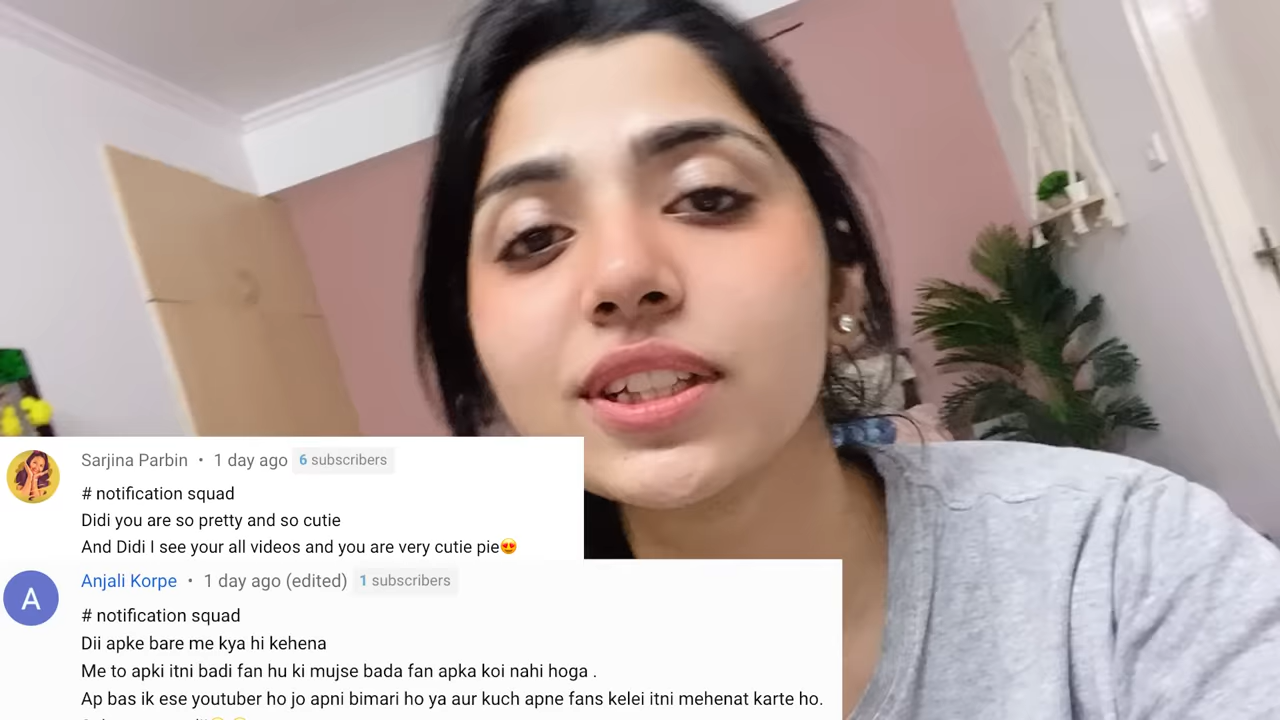 Sarjina Parbin • 1 day ago 6 subscribers
# notification squad
Didi you are so pretty and so cutie
And Didi I see your all videos and you are very cutie pie😍
A
Anjali Korpe • 1 day ago (edited) 1 subscribers
# notification squad
Dii apke bare me kya hi kehena
Me to apki itni badi fan hu ki mujse bada fan apka koi nahi hoga .
Ap bas ik ese youtuber ho jo apni bimari ho ya aur kuch apne fans kelei itni mehenat karte ho.